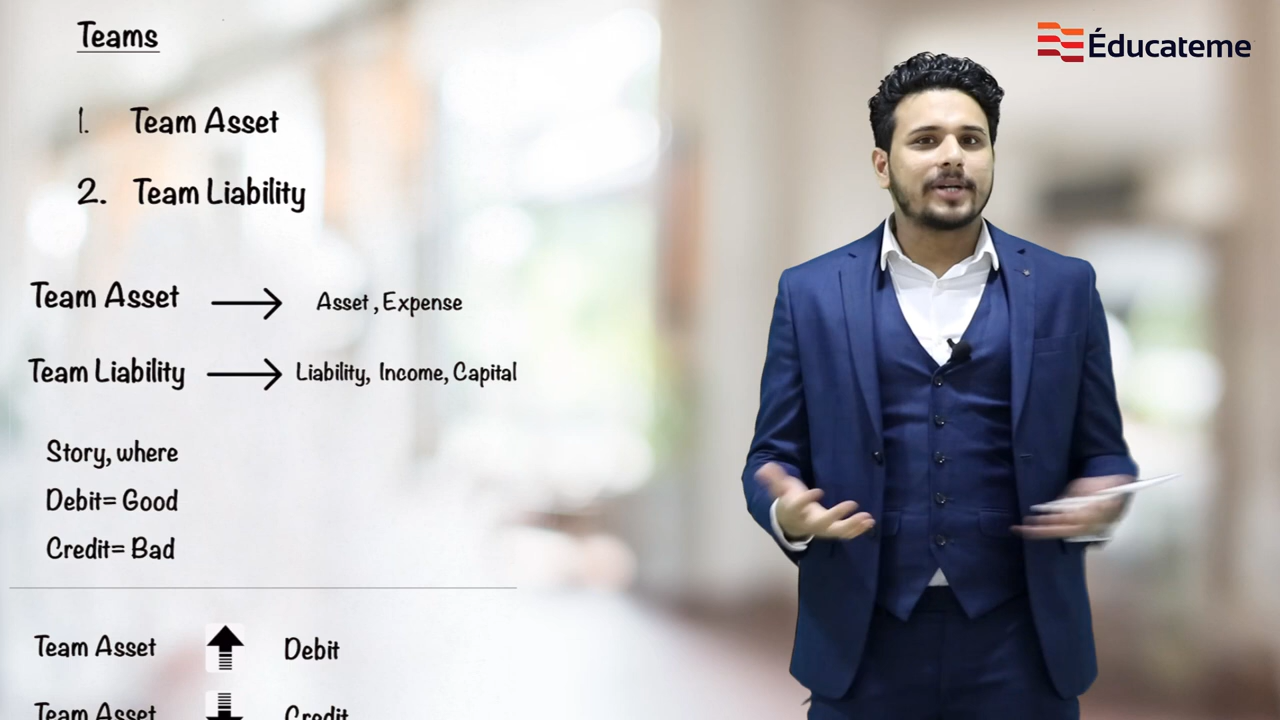 Teams
1. Team Asset
2. Team Liability
Team Asset → Asset , Expense
Team Liability → Liability, Income, Capital
Story, where
Debit= Good
Credit= Bad
Team Asset ↑ Debit
Team Asset ↓ Credit
Éducateme